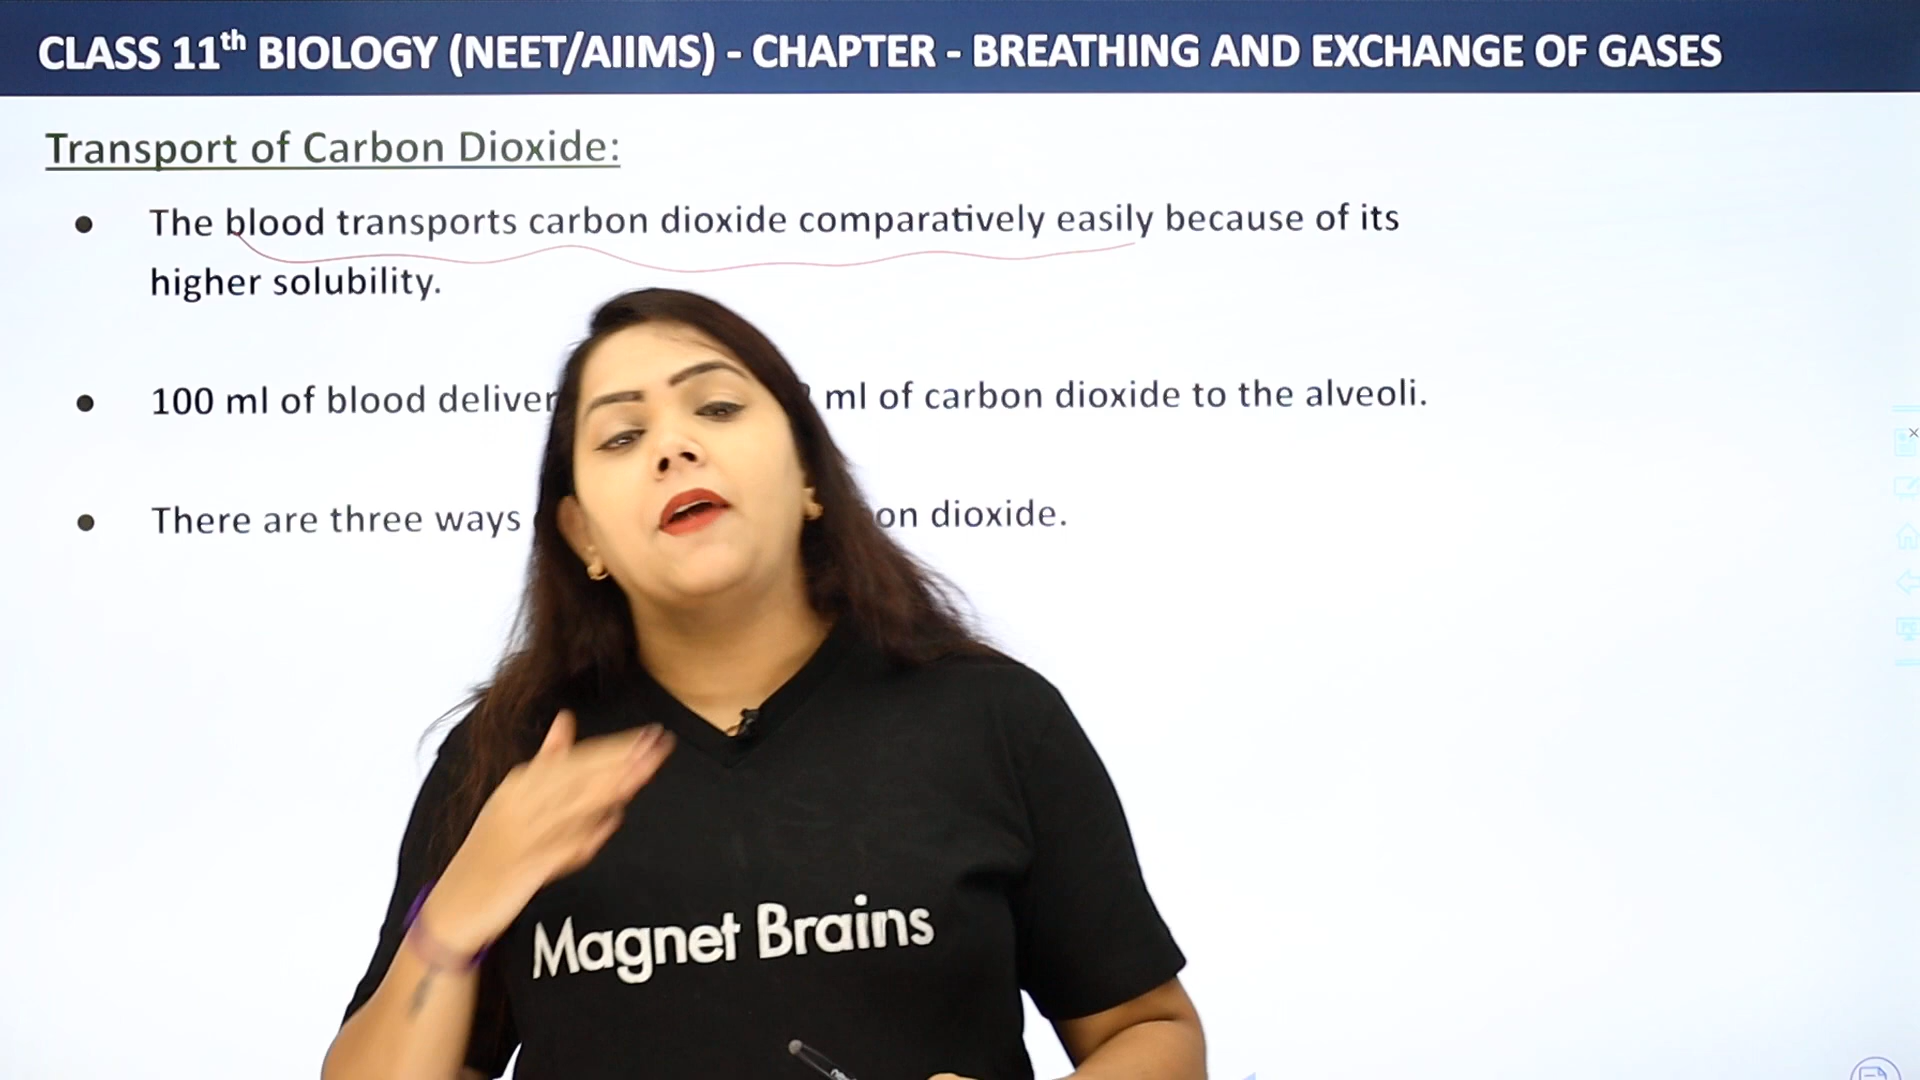 CLASS 11th BIOLOGY (NEET/AIIMS) - CHAPTER - BREATHING AND EXCHANGE OF GASES
Transport of Carbon Dioxide:
● The blood transports carbon dioxide comparatively easily because of its
higher solubility.
● 100 ml of blood deliver ml of carbon dioxide to the alveoli.
● There are three ways on dioxide.
Magnet Brains